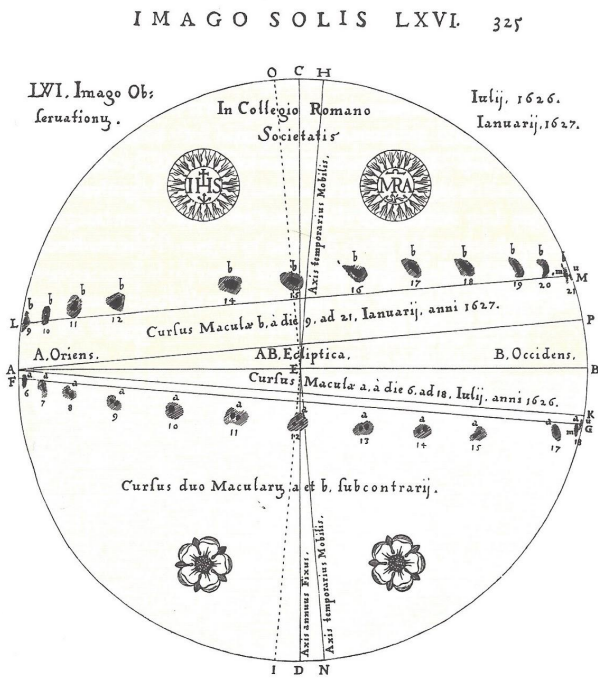 IMAGO SOLIS LXVI. 325
O C H
LVI. Imago Ob:
seruationū.
In Collegio Romano
Societatis
Iulij, 1626.
Ianuarij, 1627.
IHS
MRA
Axis temporarius Mobilis,
b b b b b b b b b b b b
L 9 10 11 12 14 15 16 17 18 19 20 21 m u M
Cursus Maculæ b, à die 9, ad 21, Ianuarij, anni 1627.
P
A, Oriens. AB, Ecliptica, B, Occidens,
A E B
Cursus Maculæ a, à die 6, ad 18, Iulij, anni 1626.
F K
G
a a a a a a a a a a a a
6 7 8 9 10 11 12 13 14 15 17 m 18
Cursus duo Macularū a et b, subcontrarij.
Axis annuus Fixus,
Axis temporarius Mobilis,
I D N